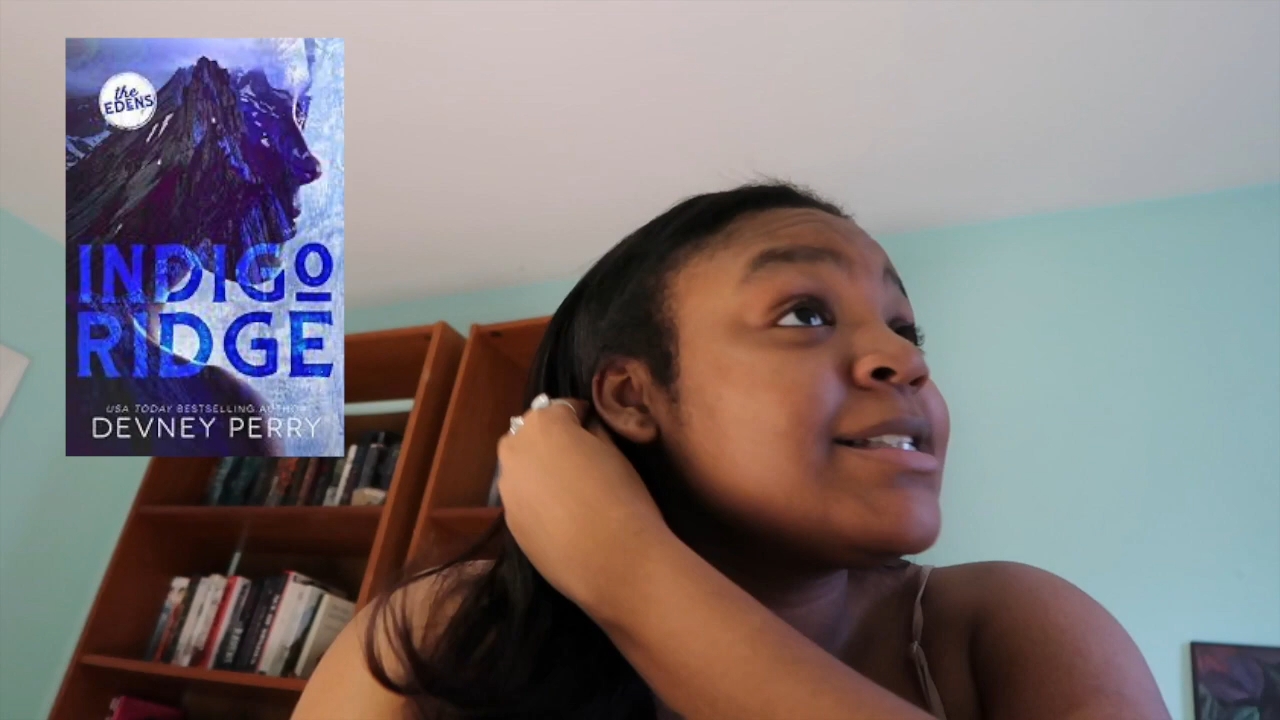 the
EDENS
INDIGO
RIDGE
USA TODAY BESTSELLING AUTHOR
DEVNEY PERRY